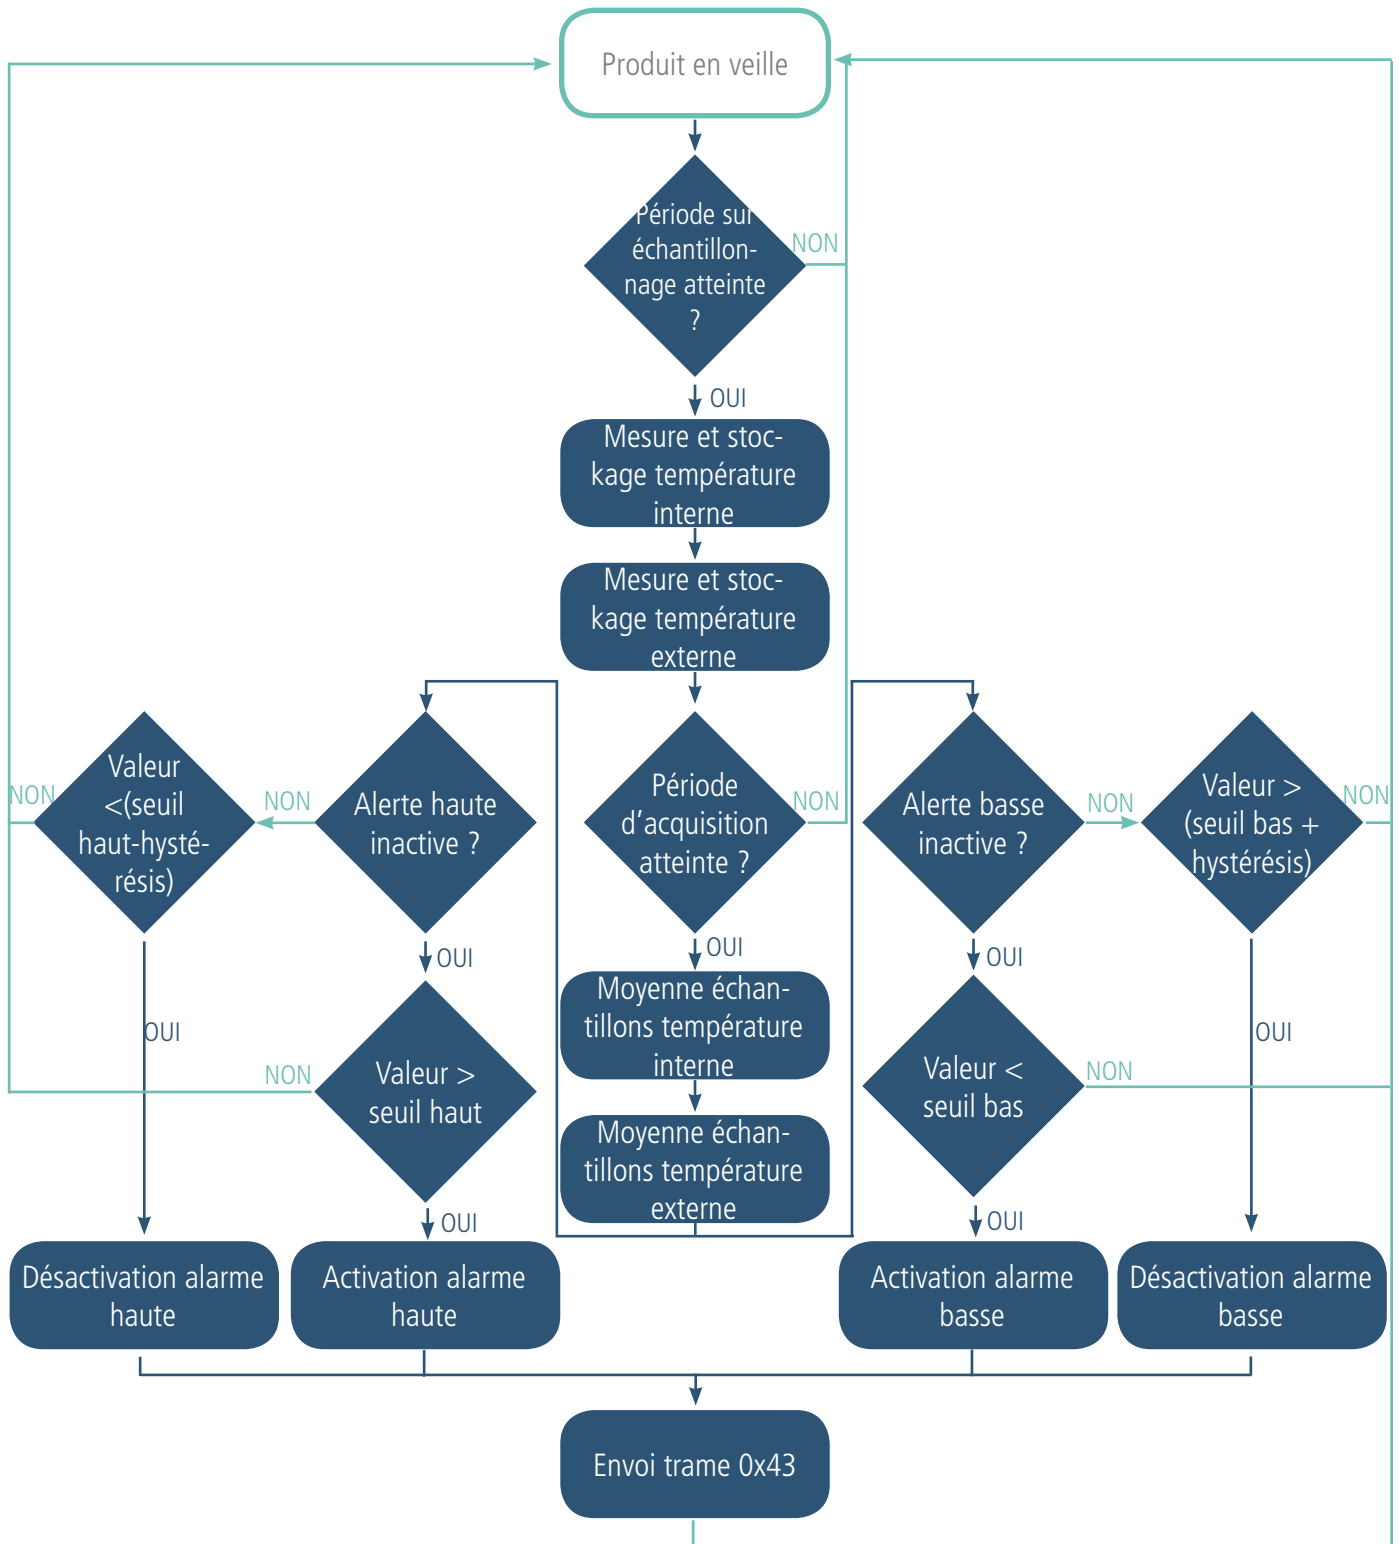 Produit en veille
Période sur
échantillon-
nage atteinte
?
NON
OUI
Mesure et stoc-
kage température
interne
Mesure et stoc-
kage température
externe
Valeur
<(seuil
haut-hysté-
résis)
NON
NON
Alerte haute
inactive ?
Période
d'acquisition
atteinte ?
NON
Alerte basse
inactive ?
NON
Valeur >
(seuil bas +
hystérésis)
NON
OUI
OUI
OUI
Moyenne échan-
tillons température
interne
OUI
OUI
NON
Valeur >
seuil haut
Valeur <
seuil bas
NON
Moyenne échan-
tillons température
externe
OUI
OUI
Désactivation alarme
haute
Activation alarme
haute
Activation alarme
basse
Désactivation alarme
basse
Envoi trame 0x43